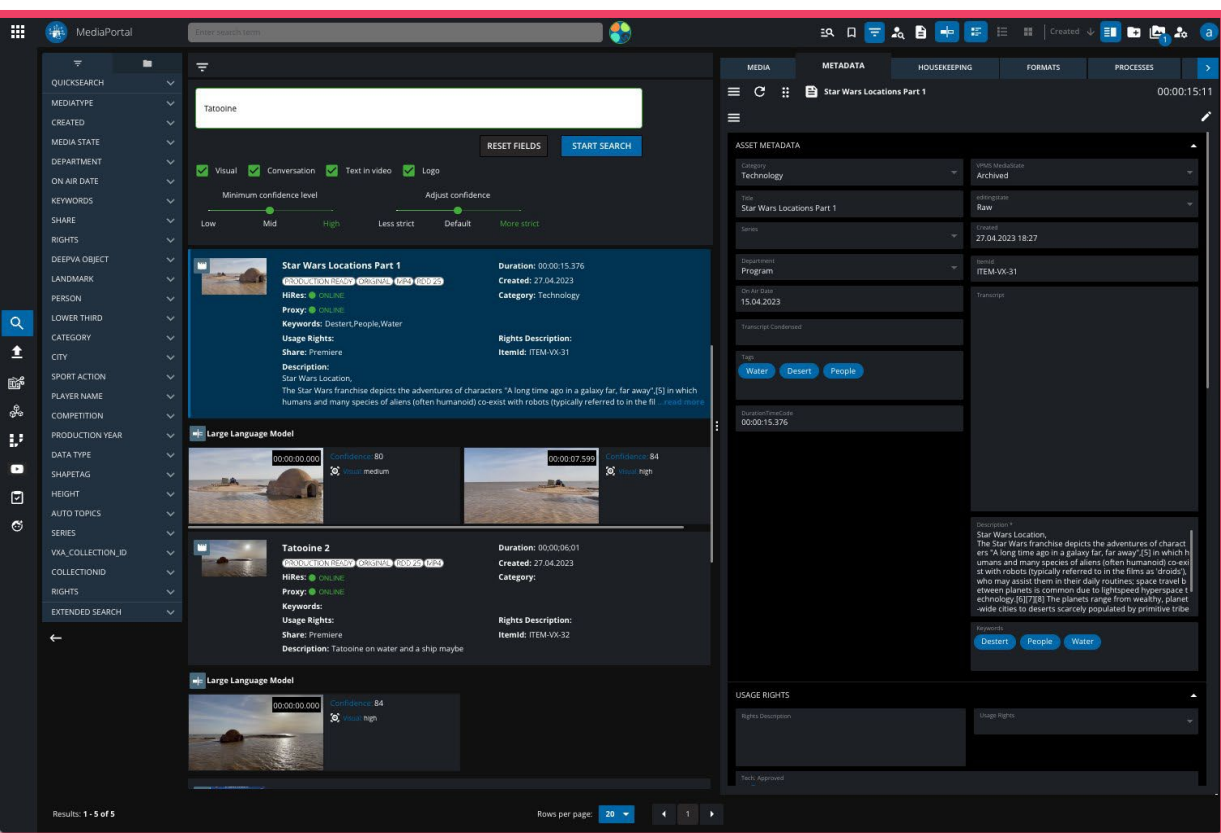 MediaPortal
Enter search term
Created
a
1
QUICKSEARCH
MEDIATYPE
CREATED
MEDIA STATE
DEPARTMENT
ON AIR DATE
KEYWORDS
SHARE
RIGHTS
DEEPVA OBJECT
LANDMARK
PERSON
LOWER THIRD
CATEGORY
CITY
SPORT ACTION
PLAYER NAME
COMPETITION
PRODUCTION YEAR
DATA TYPE
SHAPETAG
HEIGHT
AUTO TOPICS
SERIES
VXA_COLLECTION_ID
COLLECTIONID
RIGHTS
EXTENDED SEARCH
Tatooine
RESET FIELDS START SEARCH
Visual Conversation Text in video Logo
Minimum confidence level Adjust confidence
Low Mid High Less strict Default More strict
Star Wars Locations Part 1 Duration: 00:00:15.376
PRODUCTION READY ORIGINAL MP4 RDD 25 Created: 27.04.2023
HiRes: ONLINE Category: Technology
Proxy: ONLINE
Keywords: Destert,People,Water
Usage Rights: Rights Description:
Share: Premiere ItemId: ITEM-VX-31
Description:
Star Wars Location,
The Star Wars franchise depicts the adventures of characters "A long time ago in a galaxy far, far away",[5] in which
humans and many species of aliens (often humanoid) co-exist with robots (typically referred to in the fil ...read more
Large Language Model
00:00:00.000 Confidence: 80 00:00:07.599 Confidence: 84
Visual: medium Visual: high
Tatooine 2 Duration: 00;00;06;01
PRODUCTION READY ORIGINAL RDD 25 MP4 Created: 27.04.2023
HiRes: ONLINE Category:
Proxy: ONLINE
Keywords:
Usage Rights: Rights Description:
Share: Premiere ItemId: ITEM-VX-32
Description: Tatooine on water and a ship maybe
Large Language Model
00:00:00.000 Confidence: 84
Visual: high
MEDIA METADATA HOUSEKEEPING FORMATS PROCESSES
Star Wars Locations Part 1 00:00:15:11
ASSET METADATA
Category VPMS MediaState
Technology Archived
Title editingstate
Star Wars Locations Part 1 Raw
Series Created
27.04.2023 18:27
Department ItemId
Program ITEM-VX-31
On Air Date Transcript
15.04.2023
Transcript Condensed
Tags
Water Desert People
DurationTimeCode
00:00:15.376
Description *
Star Wars Location,
The Star Wars franchise depicts the adventures of charact
ers "A long time ago in a galaxy far, far away",[5] in which h
umans and many species of aliens (often humanoid) co-exi
st with robots (typically referred to in the films as 'droids'),
who may assist them in their daily routines; space travel b
etween planets is common due to lightspeed hyperspace t
echnology.[6][7][8] The planets range from wealthy, planet
-wide cities to deserts scarcely populated by primitive tribe
Keywords
Destert People Water
USAGE RIGHTS
Rights Description Usage Rights
Tech. Approved
Results: 1 - 5 of 5 Rows per page: 20 1